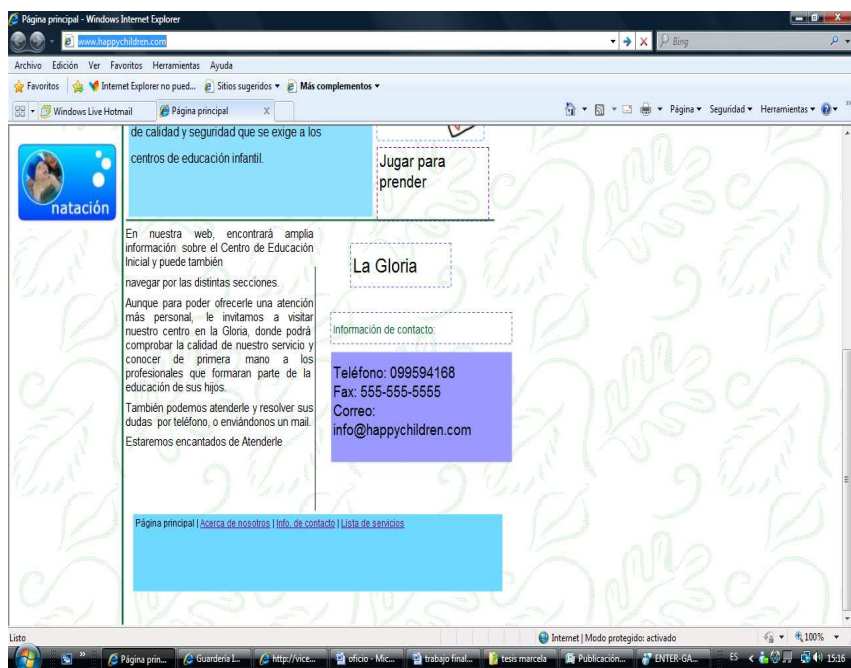 Página principal - Windows Internet Explorer
www.happychildren.com
Bing
Archivo Edición Ver Favoritos Herramientas Ayuda
Favoritos Internet Explorer no pued... Sitios sugeridos Más complementos
Windows Live Hotmail Página principal X Página Seguridad Herramientas
de calidad y seguridad que se exige a los
centros de educación infantil.
Jugar para
prender
natación
En nuestra web, encontrará amplia
información sobre el Centro de Educación
Inicial y puede también
navegar por las distintas secciones.
Aunque para poder ofrecerle una atención
más personal, le invitamos a visitar
nuestro centro en la Gloria, donde podrá
comprobar la calidad de nuestro servicio y
conocer de primera mano a los
profesionales que formaran parte de la
educación de sus hijos.
También podemos atenderle y resolver sus
dudas por teléfono, o enviándonos un mail.
Estaremos encantados de Atenderle
La Gloria
Información de contacto:
Teléfono: 099594168
Fax: 555-555-5555
Correo:
info@happychildren.com
Página principal | Acerca de nosotros | Info. de contacto | Lista de servicios
Listo Internet | Modo protegido: activado 100%
Página prin... Guardería I... http://vice... oficio - Mic... trabajo final... tesis marcela Publicación... ENTER-GA... ES 15:16